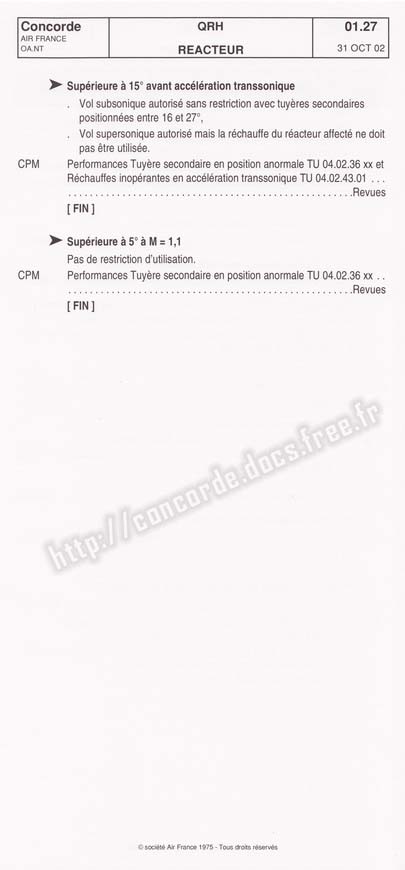 Concorde
AIR FRANCE
OA.NT
QRH
REACTEUR
01.27
31 OCT 02
Supérieure à 15° avant accélération transsonique
. Vol subsonique autorisé sans restriction avec tuyères secondaires
positionnées entre 16 et 27°,
. Vol supersonique autorisé mais la réchauffe du réacteur affecté ne doit
pas être utilisée.
CPM Performances Tuyère secondaire en position anormale TU 04.02.36 xx et
Réchauffes inopérantes en accélération transsonique TU 04.02.43.01 . . .
. . . . . . . . . . . . . . . . . . . . . . . . . . . . . . . . . . . . . . . . . . . . . . . . . . . . .Revues
[ FIN ]
Supérieure à 5° à M = 1,1
Pas de restriction d'utilisation.
CPM Performances Tuyère secondaire en position anormale TU 04.02.36 xx . .
. . . . . . . . . . . . . . . . . . . . . . . . . . . . . . . . . . . . . . . . . . . . . . . . . . . . .Revues
[ FIN ]
http://concorde.docs.free.fr
© société Air France 1975 - Tous droits réservés